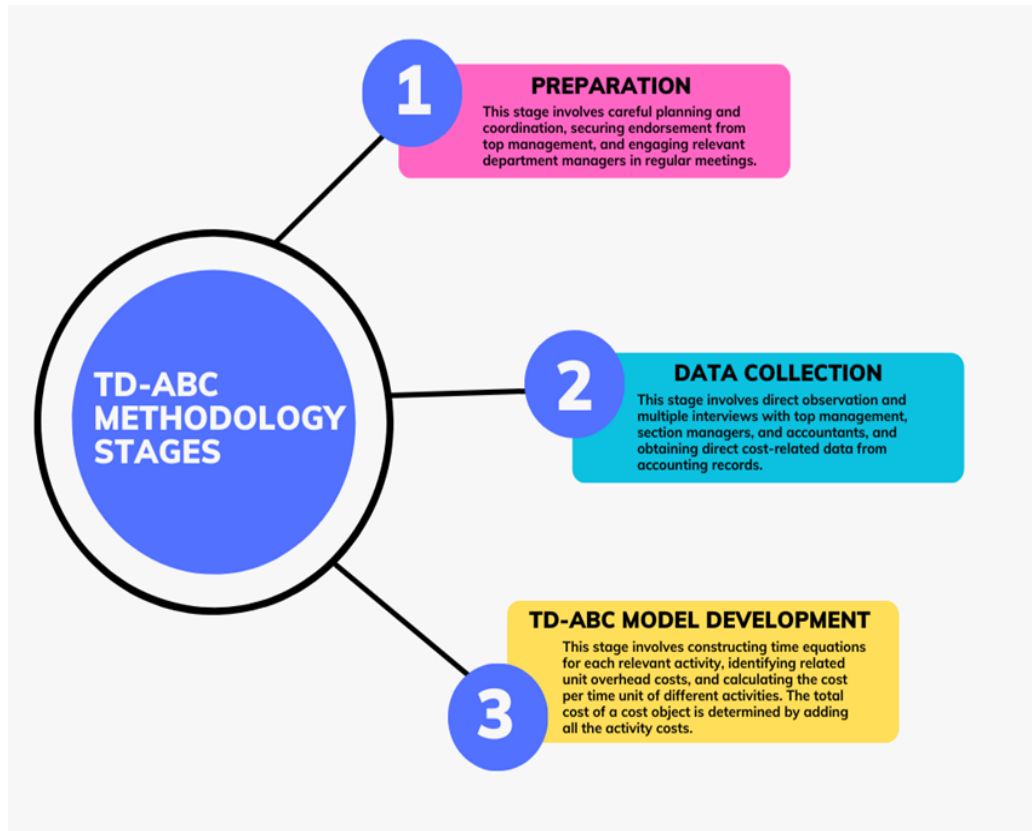 TD-ABC
METHODOLOGY
STAGES
1
PREPARATION
This stage involves careful planning and
coordination, securing endorsement from
top management, and engaging relevant
department managers in regular meetings.
2
DATA COLLECTION
This stage involves direct observation and
multiple interviews with top management,
section managers, and accountants, and
obtaining direct cost-related data from
accounting records.
3
TD-ABC MODEL DEVELOPMENT
This stage involves constructing time equations
for each relevant activity, identifying related
unit overhead costs, and calculating the cost
per time unit of different activities. The total
cost of a cost object is determined by adding
all the activity costs.